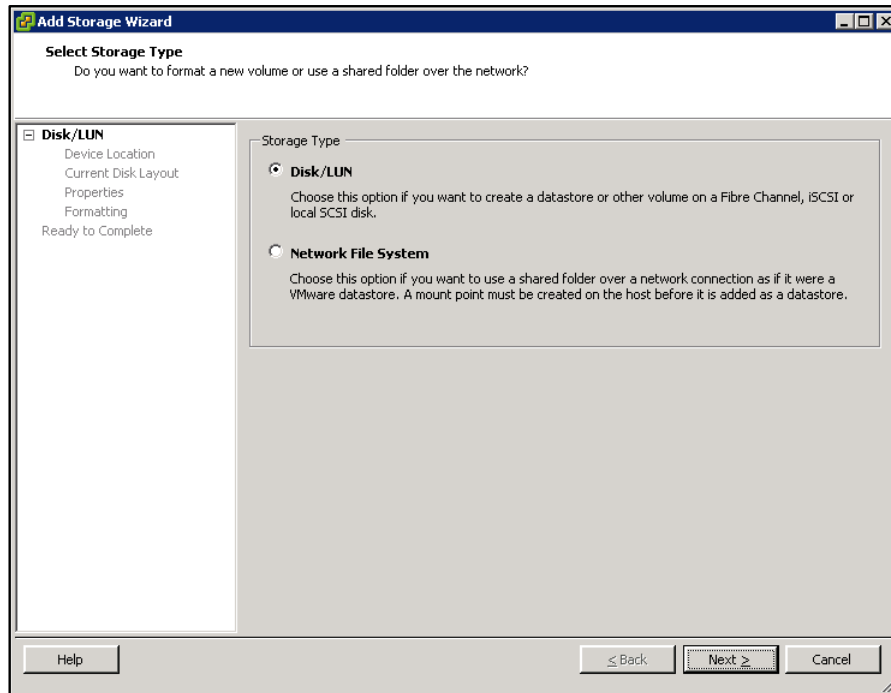 Add Storage Wizard
Select Storage Type
Do you want to format a new volume or use a shared folder over the network?
Disk/LUN
Device Location
Current Disk Layout
Properties
Formatting
Ready to Complete
Storage Type
Disk/LUN
Choose this option if you want to create a datastore or other volume on a Fibre Channel, iSCSI or
local SCSI disk.
Network File System
Choose this option if you want to use a shared folder over a network connection as if it were a
VMware datastore. A mount point must be created on the host before it is added as a datastore.
Help
≤ Back
Next ≥
Cancel